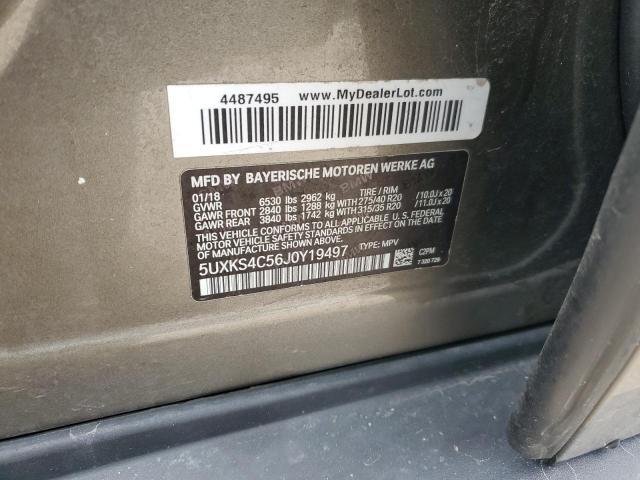 4487495 www.MyDealerLot.com
MFD BY BAYERISCHE MOTOREN WERKE AG
01/18
GVWR 6530 lbs 2962 kg TIRE / RIM
GAWR FRONT 2840 lbs 1288 kg WITH 275/40 R20 /10.0J x 20
GAWR REAR 3840 lbs 1742 kg WITH 315/35 R20 /11.0J x 20
THIS VEHICLE CONFORMS TO ALL APPLICABLE U.S. FEDERAL
MOTOR VEHICLE SAFETY STANDARDS IN EFFECT ON THE DATE
OF MANUFACTURE SHOWN ABOVE.
5UXKS4C56J0Y19497 TYPE: MPV C2PM
7 320 729